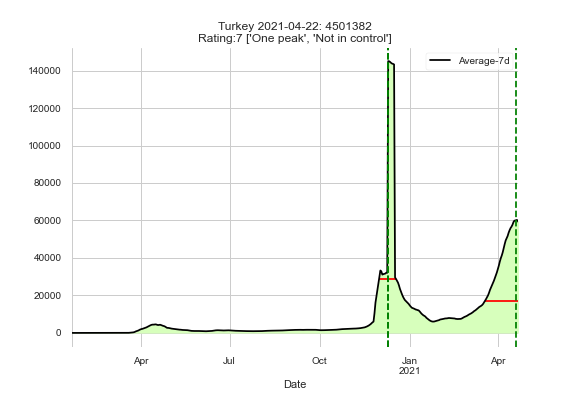 Turkey 2021-04-22: 4501382
Rating:7 ['One peak', 'Not in control']
Average-7d
140000
120000
100000
80000
60000
40000
20000
0
Apr
Jul
Oct
Jan
2021
Apr
Date